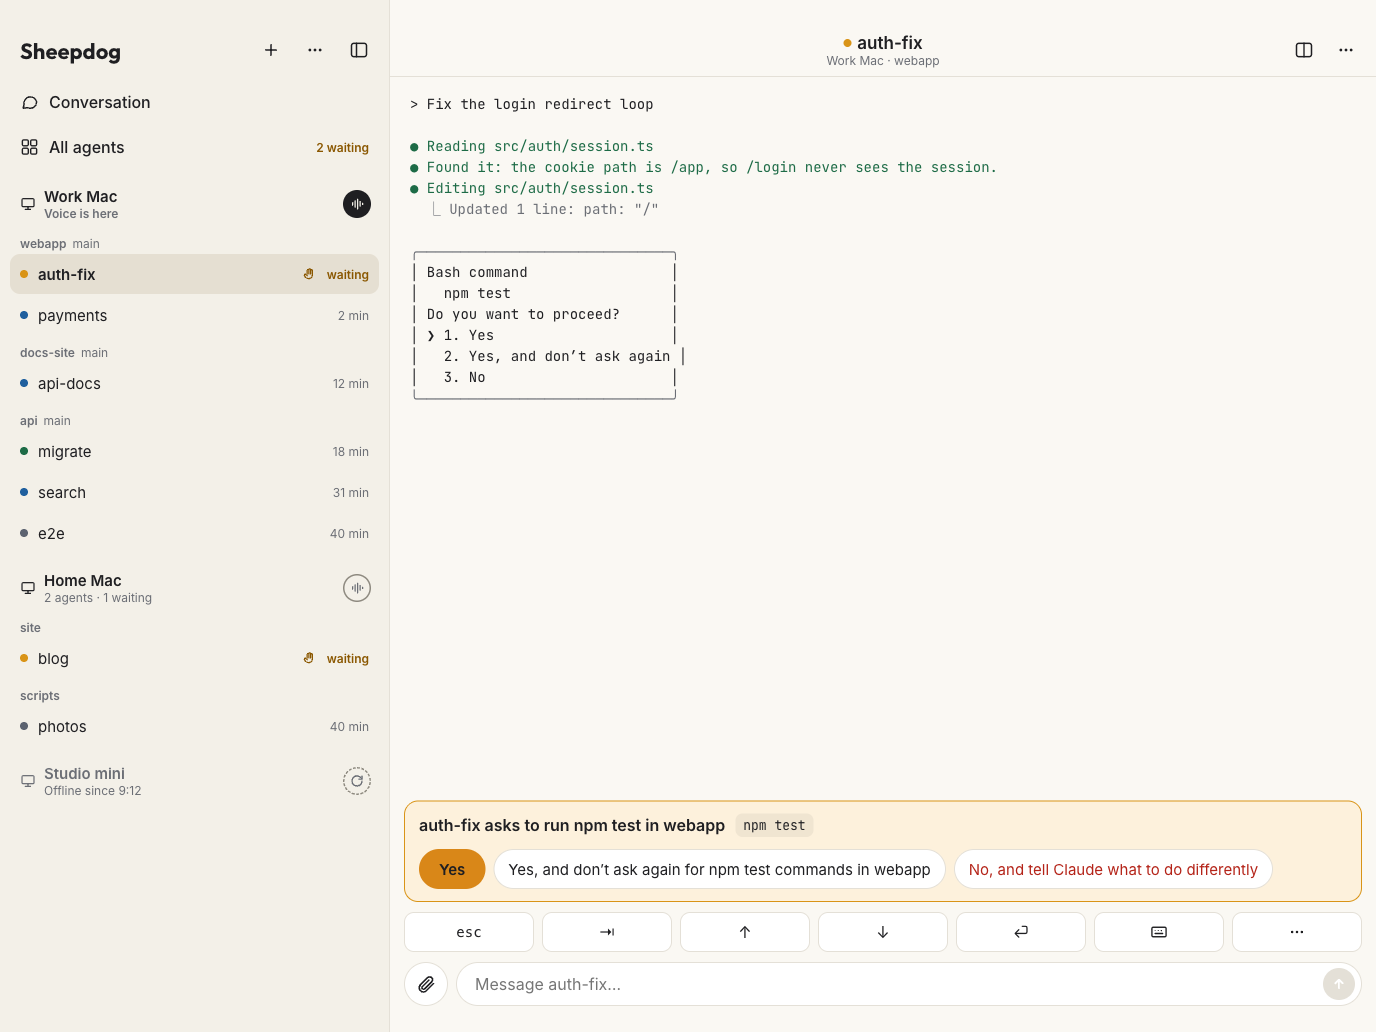 Sheepdog
Conversation
All agents
2 waiting
Work Mac
Voice is here
webapp main
auth-fix
waiting
payments
2 min
docs-site main
api-docs
12 min
api main
migrate
18 min
search
31 min
e2e
40 min
Home Mac
2 agents · 1 waiting
site
blog
waiting
scripts
photos
40 min
Studio mini
Offline since 9:12
auth-fix
Work Mac · webapp
> Fix the login redirect loop
● Reading src/auth/session.ts
● Found it: the cookie path is /app, so /login never sees the session.
● Editing src/auth/session.ts
⎿ Updated 1 line: path: "/"
Bash command
npm test
Do you want to proceed?
❯ 1. Yes
2. Yes, and don’t ask again
3. No
auth-fix asks to run npm test in webapp
npm test
Yes
Yes, and don’t ask again for npm test commands in webapp
No, and tell Claude what to do differently
esc
Message auth-fix...